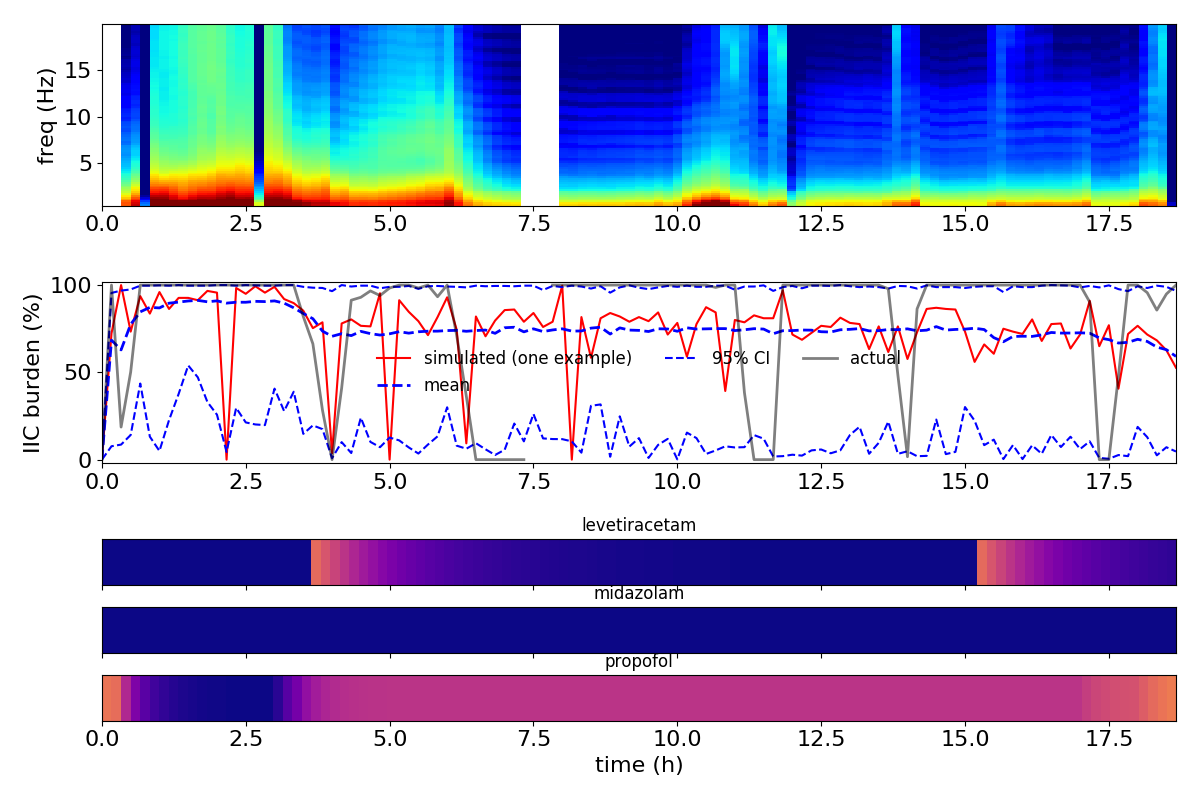 freq (Hz)
15
10
5
0.0 2.5 5.0 7.5 10.0 12.5 15.0 17.5
IIC burden (%)
100
50
0
simulated (one example) 95% CI actual
mean
0.0 2.5 5.0 7.5 10.0 12.5 15.0 17.5
levetiracetam
midazolam
propofol
0.0 2.5 5.0 7.5 10.0 12.5 15.0 17.5
time (h)